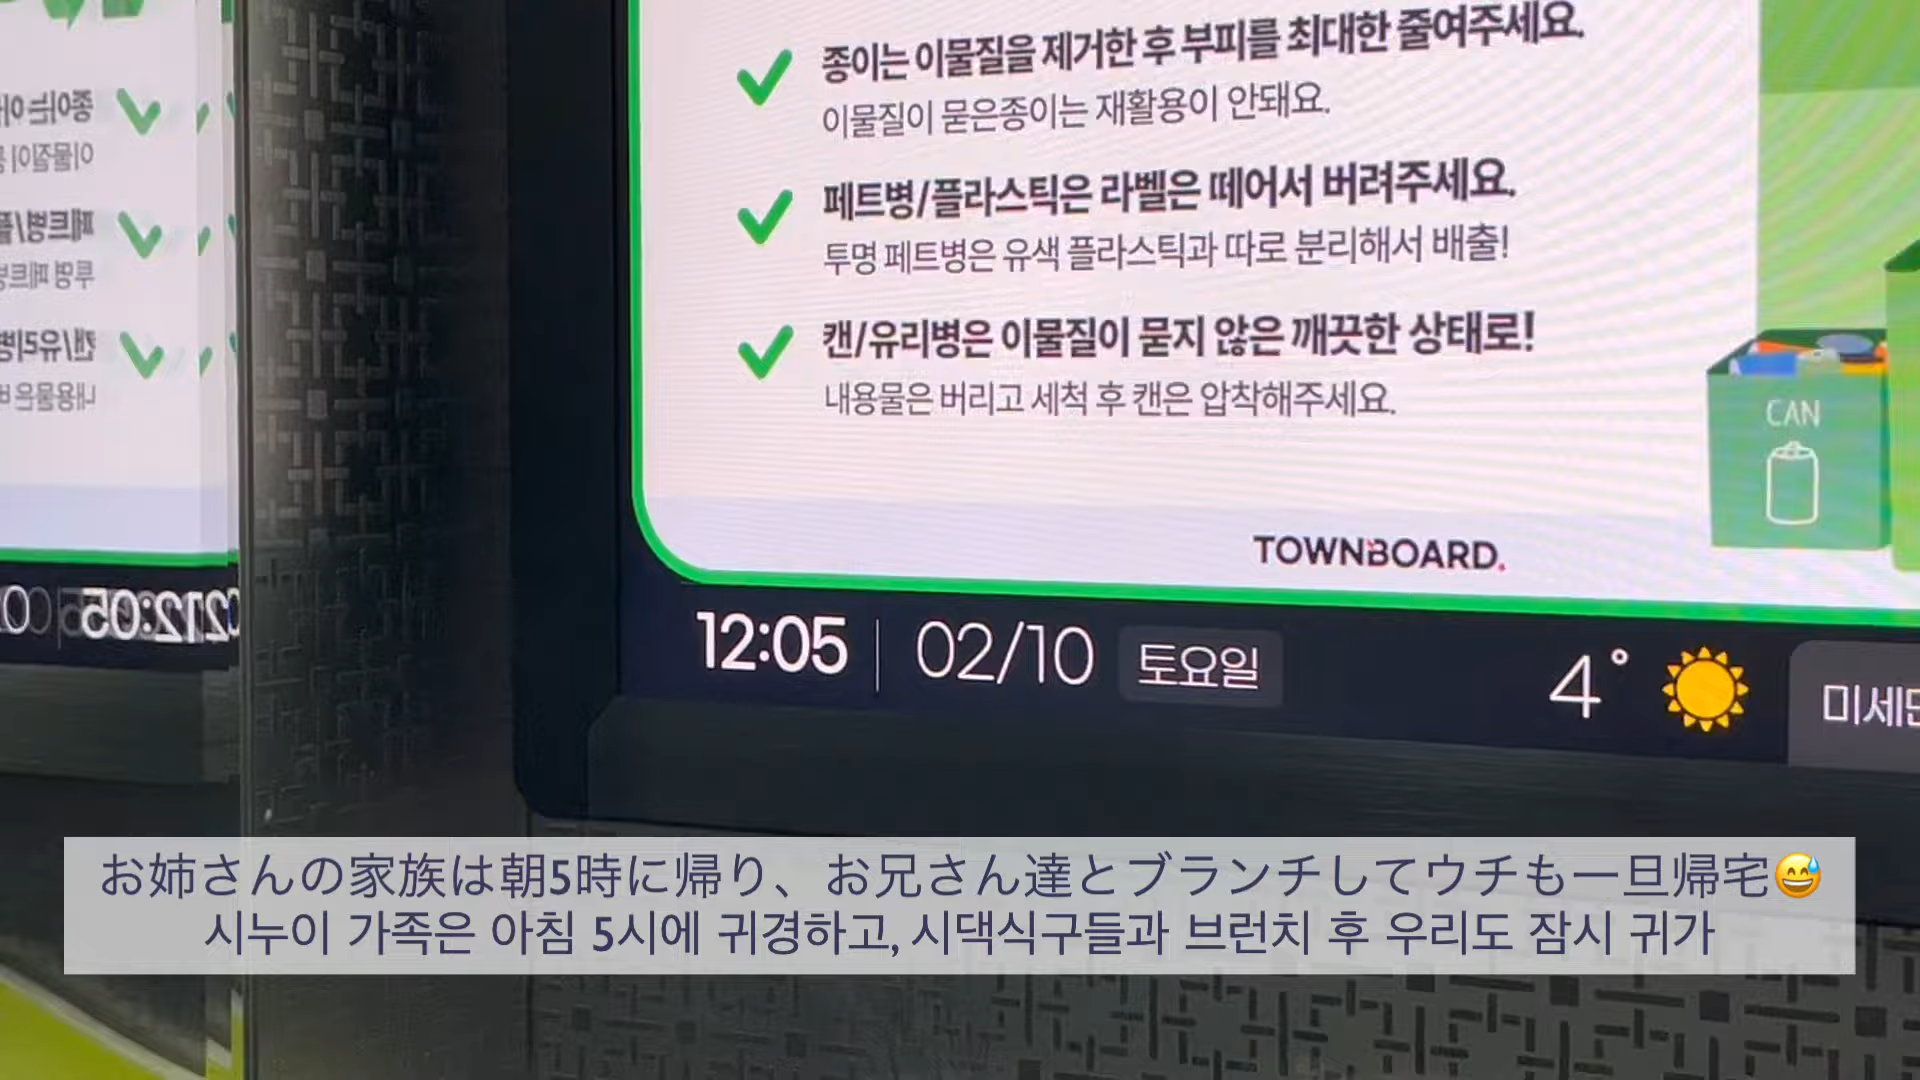 종이는 이물질을 제거한 후 부피를 최대한 줄여주세요.
이물질이 묻은종이는 재활용이 안돼요.
페트병/플라스틱은 라벨은 떼어서 버려주세요.
투명 페트병은 유색 플라스틱과 따로 분리해서 배출!
캔/유리병은 이물질이 묻지 않은 깨끗한 상태로!
내용물은 버리고 세척 후 캔은 압착해주세요.
CAN
TOWNBOARD.
12:05 02/10 토요일 4° 미세
お姉さんの家族は朝5時に帰り、お兄さん達とブランチしてウチも一旦帰宅😅
시누이 가족은 아침 5시에 귀경하고, 시댁식구들과 브런치 후 우리도 잠시 귀가